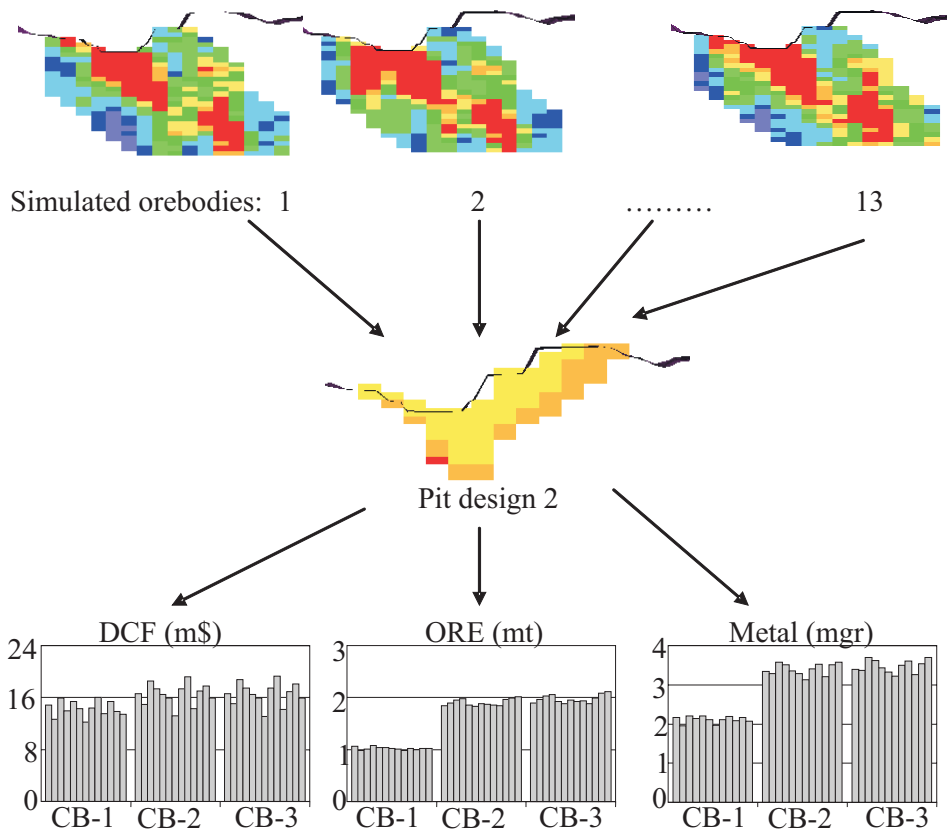 Simulated orebodies: 1 2 ......... 13
Pit design 2
DCF (m$) ORE (mt) Metal (mgr)
24
16
8
0
CB-1 CB-2 CB-3
3
2
1
0
CB-1 CB-2 CB-3
4
3
2
1
0
CB-1 CB-2 CB-3